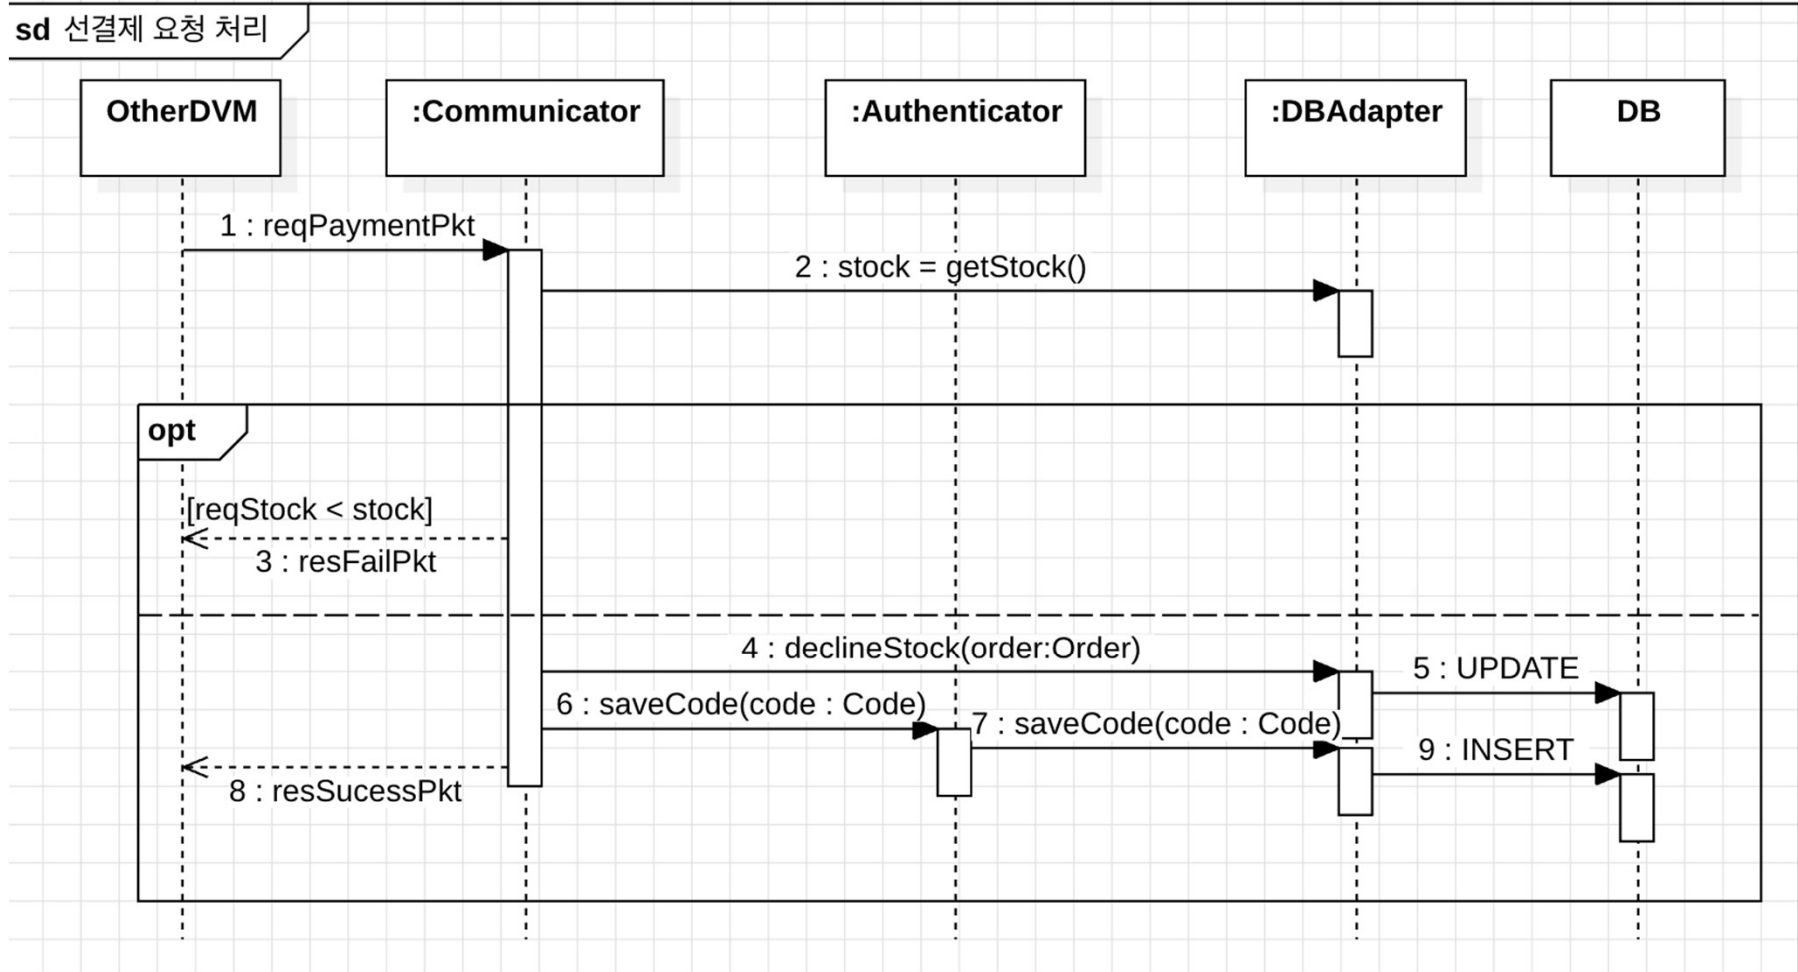 sd 선결제 요청 처리
OtherDVM
:Communicator
:Authenticator
:DBAdapter
DB
1 : reqPaymentPkt
2 : stock = getStock()
opt
[reqStock < stock]
3 : resFailPkt
4 : declineStock(order:Order)
5 : UPDATE
6 : saveCode(code : Code)
7 : saveCode(code : Code)
9 : INSERT
8 : resSucessPkt